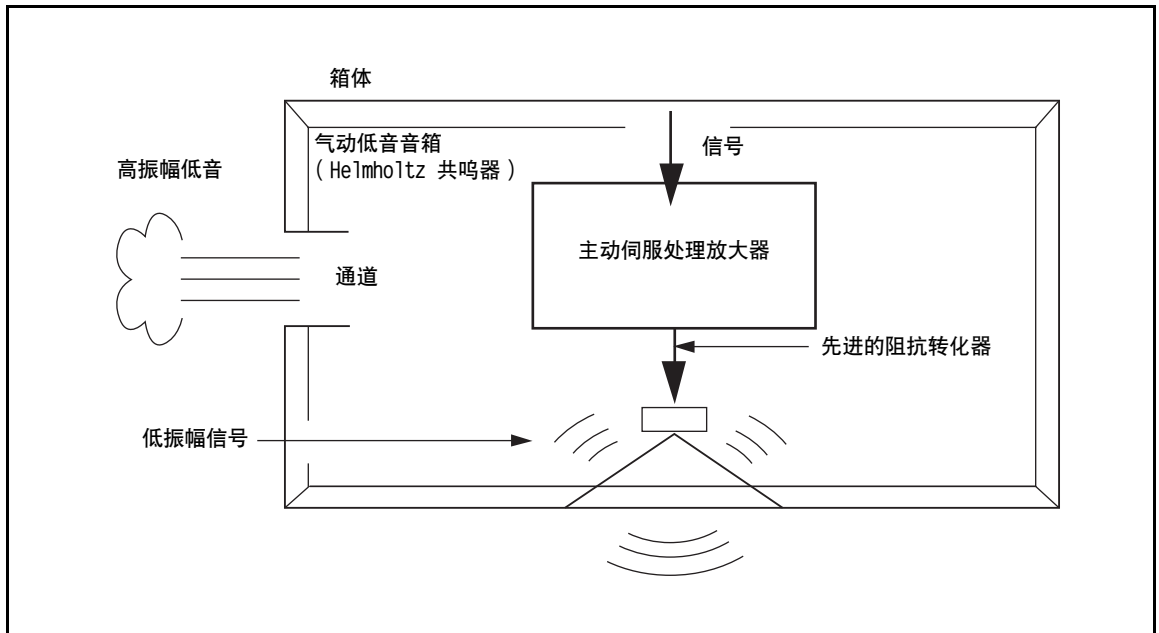 箱体
气动低音音箱
（Helmholtz 共鸣器）
信号
高振幅低音
主动伺服处理放大器
通道
先进的阻抗转化器
低振幅信号